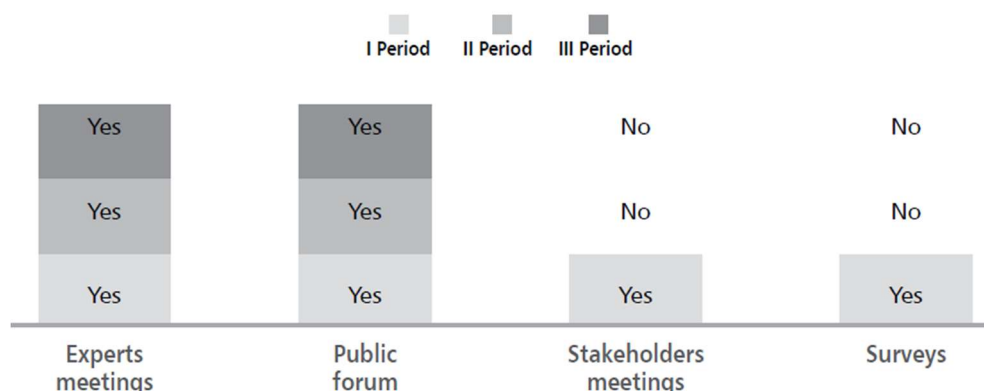 I Period II Period III Period
Yes Yes No No
Yes Yes No No
Yes Yes Yes Yes
Experts Public Stakeholders Surveys
meetings forum meetings